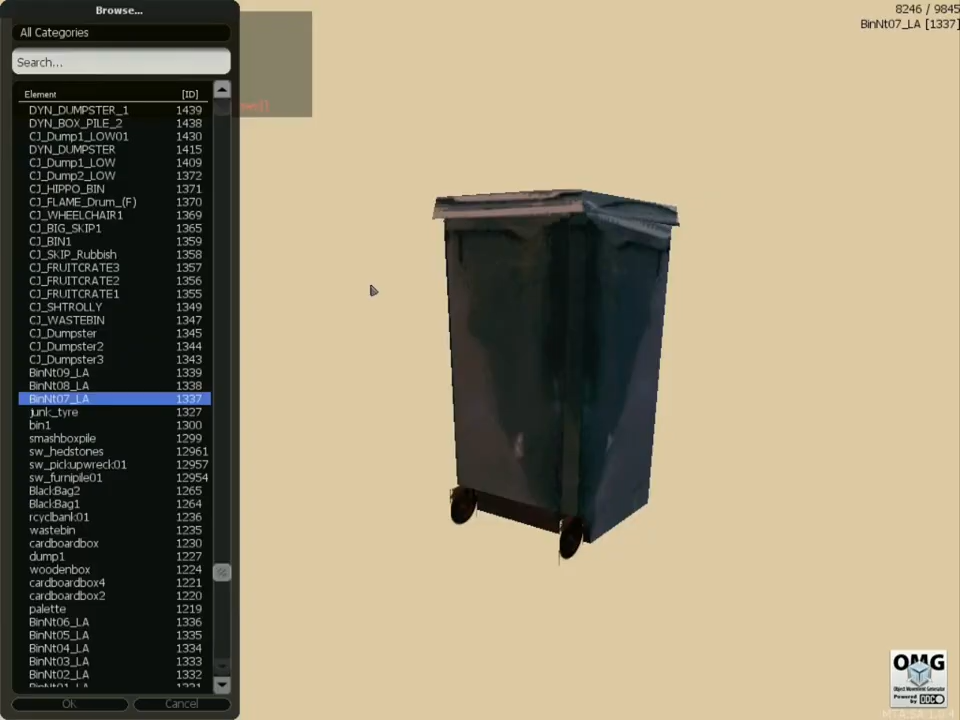 Browse...
All Categories
Search...
Element [ID]
DYN_DUMPSTER_1 1439
DYN_BOX_PILE_2 1438
CJ_Dump1_LOW01 1430
DYN_DUMPSTER 1415
CJ_Dump1_LOW 1409
CJ_Dump2_LOW 1372
CJ_HIPPO_BIN 1371
CJ_FLAME_Drum_(F) 1370
CJ_WHEELCHAIR1 1369
CJ_BIG_SKIP1 1365
CJ_BIN1 1359
CJ_SKIP_Rubbish 1358
CJ_FRUITCRATE3 1357
CJ_FRUITCRATE2 1356
CJ_FRUITCRATE1 1355
CJ_SHTROLLY 1349
CJ_WASTEBIN 1347
CJ_Dumpster 1345
CJ_Dumpster2 1344
CJ_Dumpster3 1343
BinNt09_LA 1339
BinNt08_LA 1338
BinNt07_LA 1337
junk_tyre 1327
bin1 1300
smashboxpile 1299
sw_hedstones 12961
sw_pickupwreck01 12957
sw_furnipile01 12954
BlackBag2 1265
BlackBag1 1264
rcyclbank01 1236
wastebin 1235
cardboardbox 1230
dump1 1227
woodenbox 1224
cardboardbox4 1221
cardboardbox2 1220
palette 1219
BinNt06_LA 1336
BinNt05_LA 1335
BinNt04_LA 1334
BinNt03_LA 1333
BinNt02_LA 1332
BinNt01_LA 1331
OK Cancel
8246 / 9845
BinNt07_LA [1337]
OMG
Object Movement Generator
Powered by